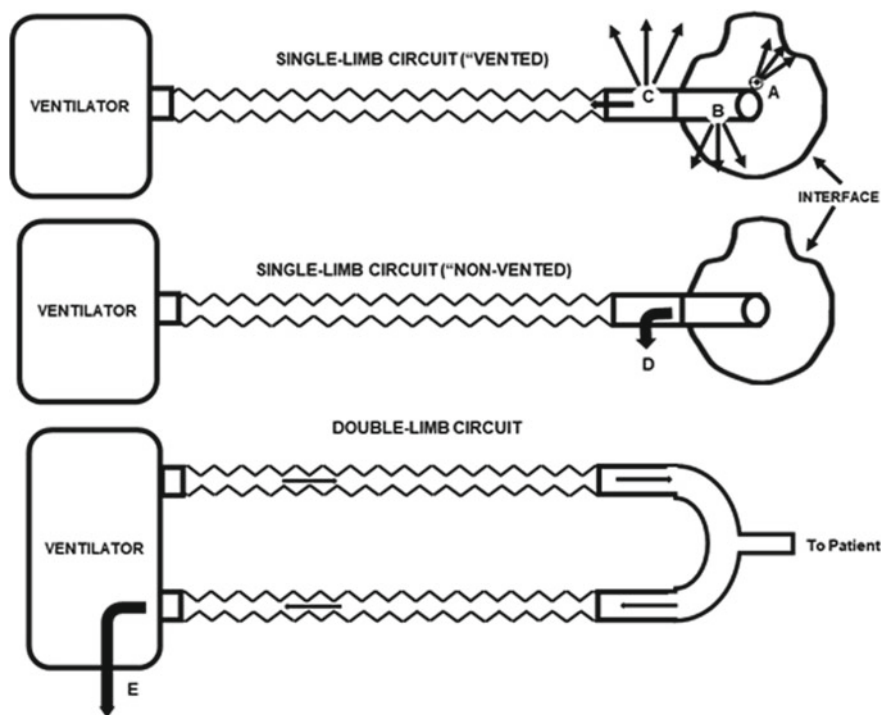 SINGLE-LIMB CIRCUIT ("VENTED)
VENTILATOR
C
A
B
INTERFACE
SINGLE-LIMB CIRCUIT ("NON-VENTED)
VENTILATOR
D
DOUBLE-LIMB CIRCUIT
VENTILATOR
To Patient
E